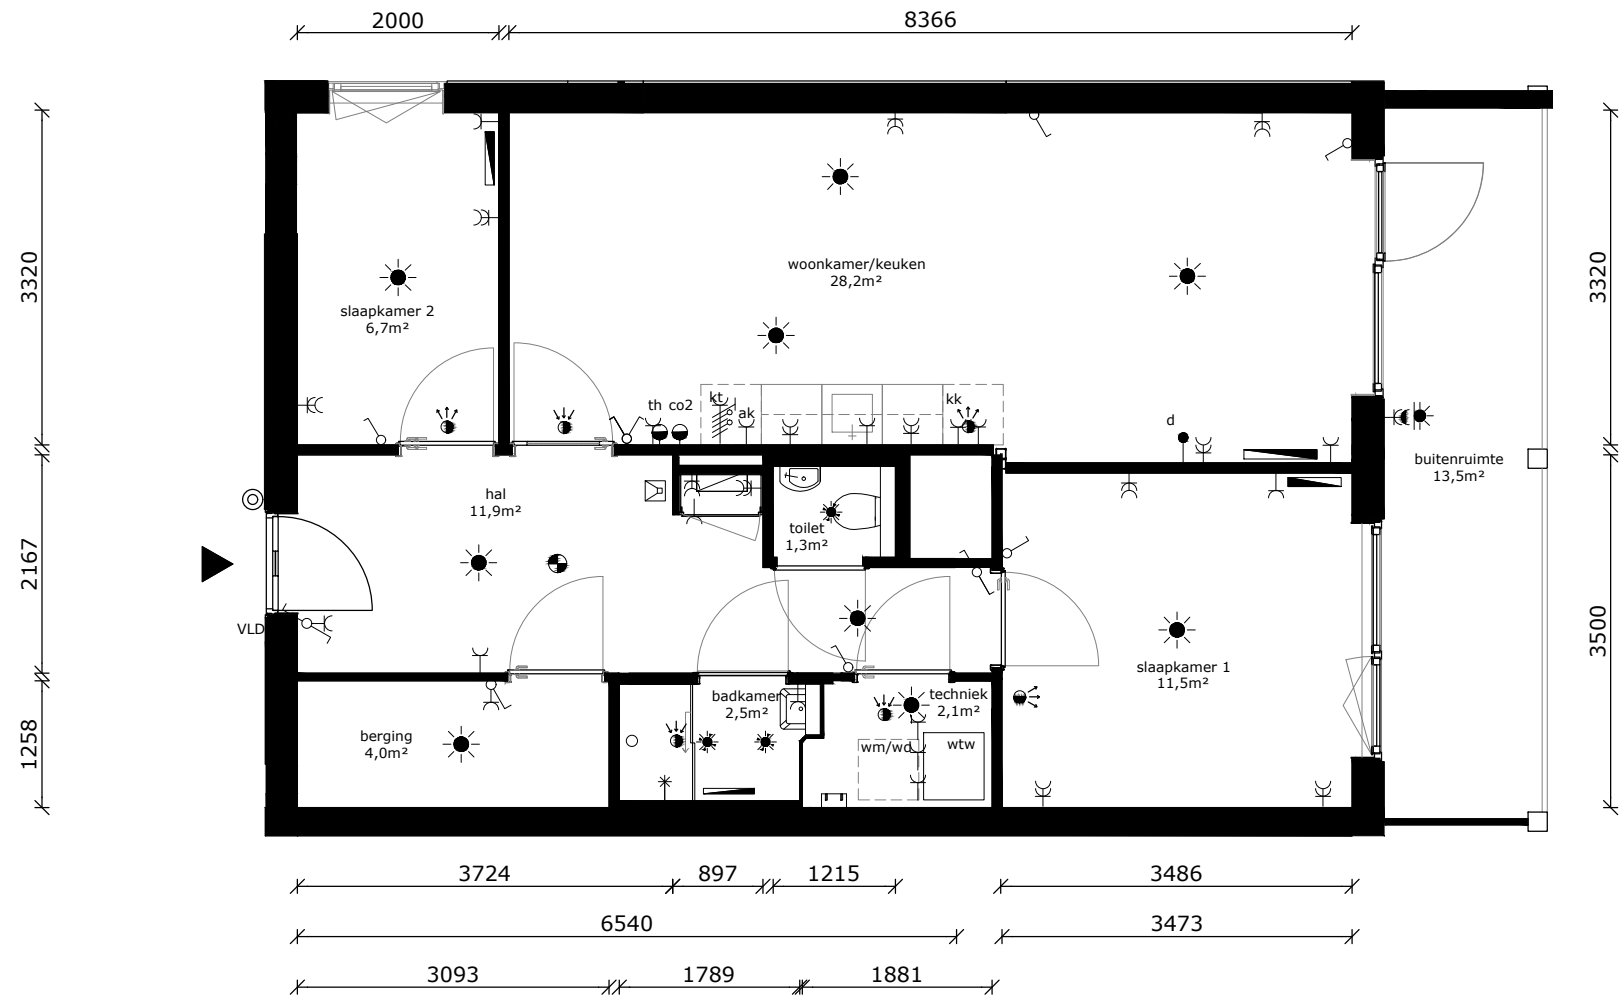 2000
8366
3320
3320
woonkamer/keuken
28,2m²
slaapkamer 2
6,7m²
kt
kk
th
co2
ak
d
buitenruimte
13,5m²
hal
11,9m²
toilet
1,3m²
2167
VLD
3500
slaapkamer 1
11,5m²
badkamer
2,5m²
techniek
2,1m²
berging
4,0m²
wm/wd
wtw
1258
3724
897
1215
3486
6540
3473
3093
1789
1881